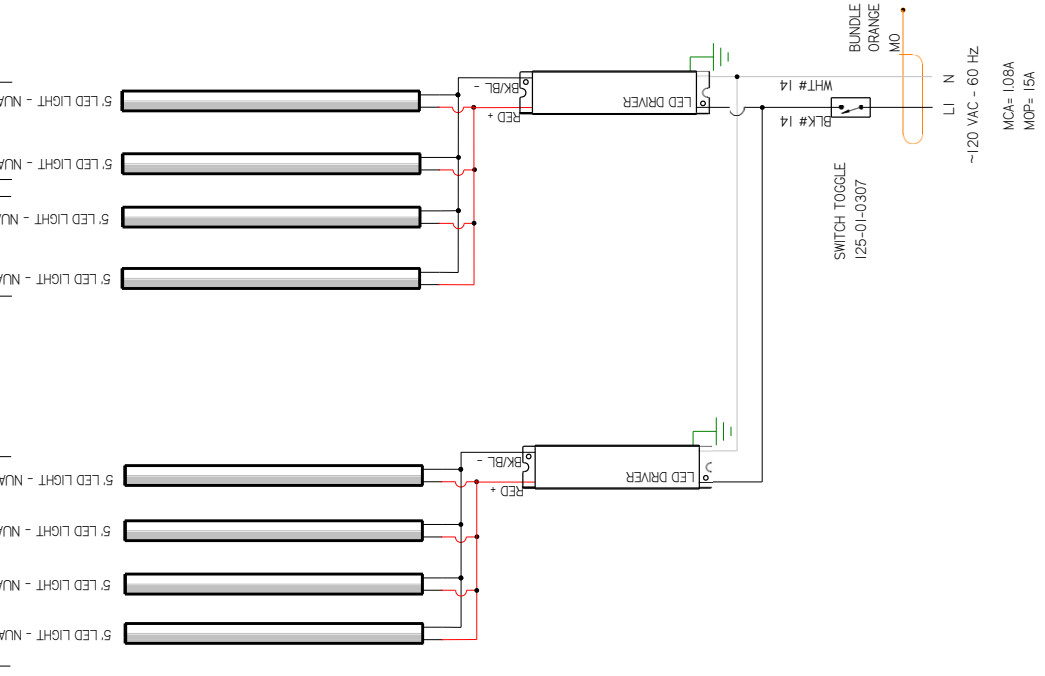 BUNDLE
ORANGE
MO
5' LED LIGHT - NUA
BK/BL -
LED DRIVER
RED +
WHT# 14
BLK# 14
N
L1
~120 VAC - 60 HZ
MCA= 1.08A
MOP= 15A
5' LED LIGHT - NUA
SWITCH TOGGLE
125-01-0307
5' LED LIGHT - NUA
5' LED LIGHT - NUA
5' LED LIGHT - NUA
BK/BL -
LED DRIVER
RED +
5' LED LIGHT - NUA
5' LED LIGHT - NUA
5' LED LIGHT - NUA